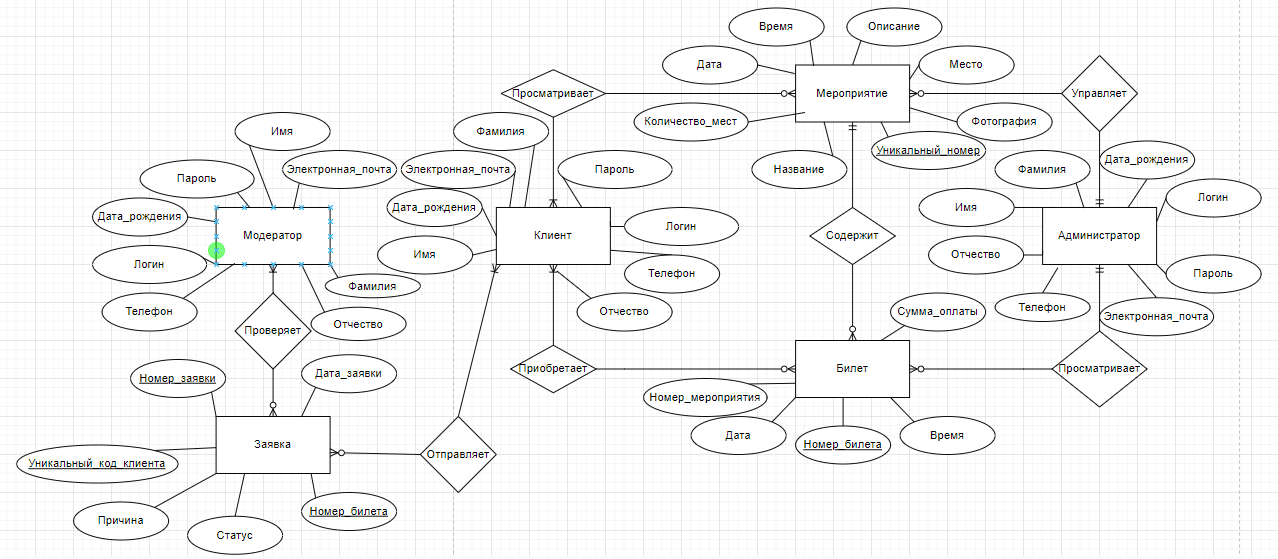 Время
Описание
Дата
Место
Просматривает
Мероприятие
Управляет
Количество_мест
Фотография
Имя
Фамилия
Уникальный_номер
Название
Дата_рождения
Электронная_почта
Электронная_почта
Пароль
Фамилия
Пароль
Логин
Дата_рождения
Дата_рождения
Имя
Логин
Модератор
Клиент
Содержит
Администратор
Имя
Отчество
Логин
Телефон
Пароль
Фамилия
Телефон
Отчество
Телефон
Сумма_оплаты
Электронная_почта
Отчество
Проверяет
Приобретает
Билет
Просматривает
Номер_заявки
Дата_заявки
Номер_мероприятия
Дата
Номер_билета
Время
Заявка
Отправляет
Уникальный_код_клиента
Номер_билета
Причина
Статус